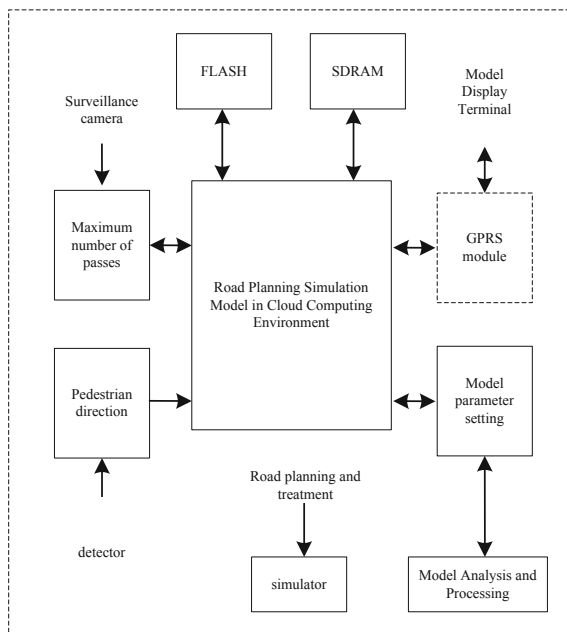 FLASH
SDRAM
Model
Display
Terminal
Surveillance
camera
Maximum
number of
passes
GPRS
module
Road Planning Simulation
Model in Cloud Computing
Environment
Pedestrian
direction
Model
parameter
setting
Road planning and
treatment
detector
simulator
Model Analysis and
Processing